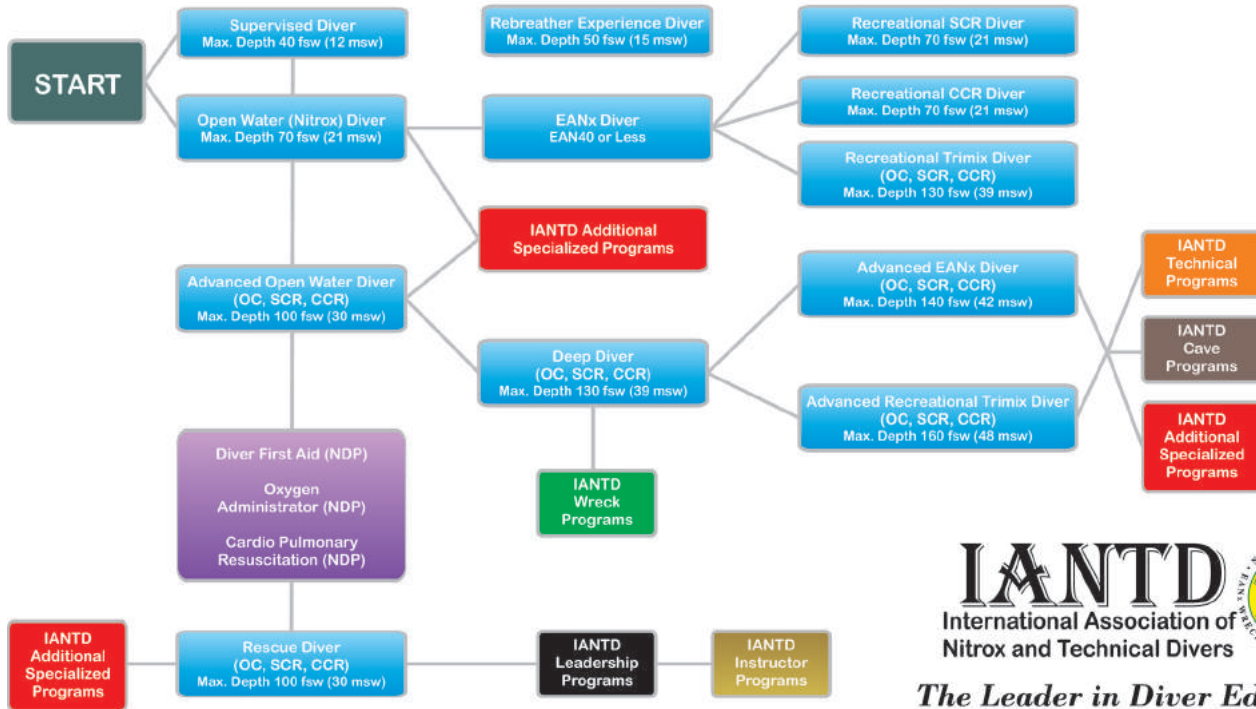 START
Supervised Diver
Max. Depth 40 fsw (12 msw)
Rebreather Experience Diver
Max. Depth 50 fsw (15 msw)
Recreational SCR Diver
Max. Depth 70 fsw (21 msw)
Open Water (Nitrox) Diver
Max. Depth 70 fsw (21 msw)
EANx Diver
EAN40 or Less
Recreational CCR Diver
Max. Depth 70 fsw (21 msw)
Recreational Trimix Diver
(OC, SCR, CCR)
Max. Depth 130 fsw (39 msw)
IANTD Additional
Specialized Programs
Advanced Open Water Diver
(OC, SCR, CCR)
Max. Depth 100 fsw (30 msw)
Advanced EANx Diver
(OC, SCR, CCR)
Max. Depth 140 fsw (42 msw)
IANTD
Technical
Programs
IANTD
Cave
Programs
Deep Diver
(OC, SCR, CCR)
Max. Depth 130 fsw (39 msw)
Advanced Recreational Trimix Diver
(OC, SCR, CCR)
Max. Depth 160 fsw (48 msw)
IANTD
Additional
Specialized
Programs
Diver First Aid (NDP)
Oxygen
Administrator (NDP)
Cardio Pulmonary
Resuscitation (NDP)
IANTD
Wreck
Programs
IANTD
Additional
Specialized
Programs
Rescue Diver
(OC, SCR, CCR)
Max. Depth 100 fsw (30 msw)
IANTD
Leadership
Programs
IANTD
Instructor
Programs
IANTD
International Association of
Nitrox and Technical Divers
EANx WREC
The Leader in Diver Ed